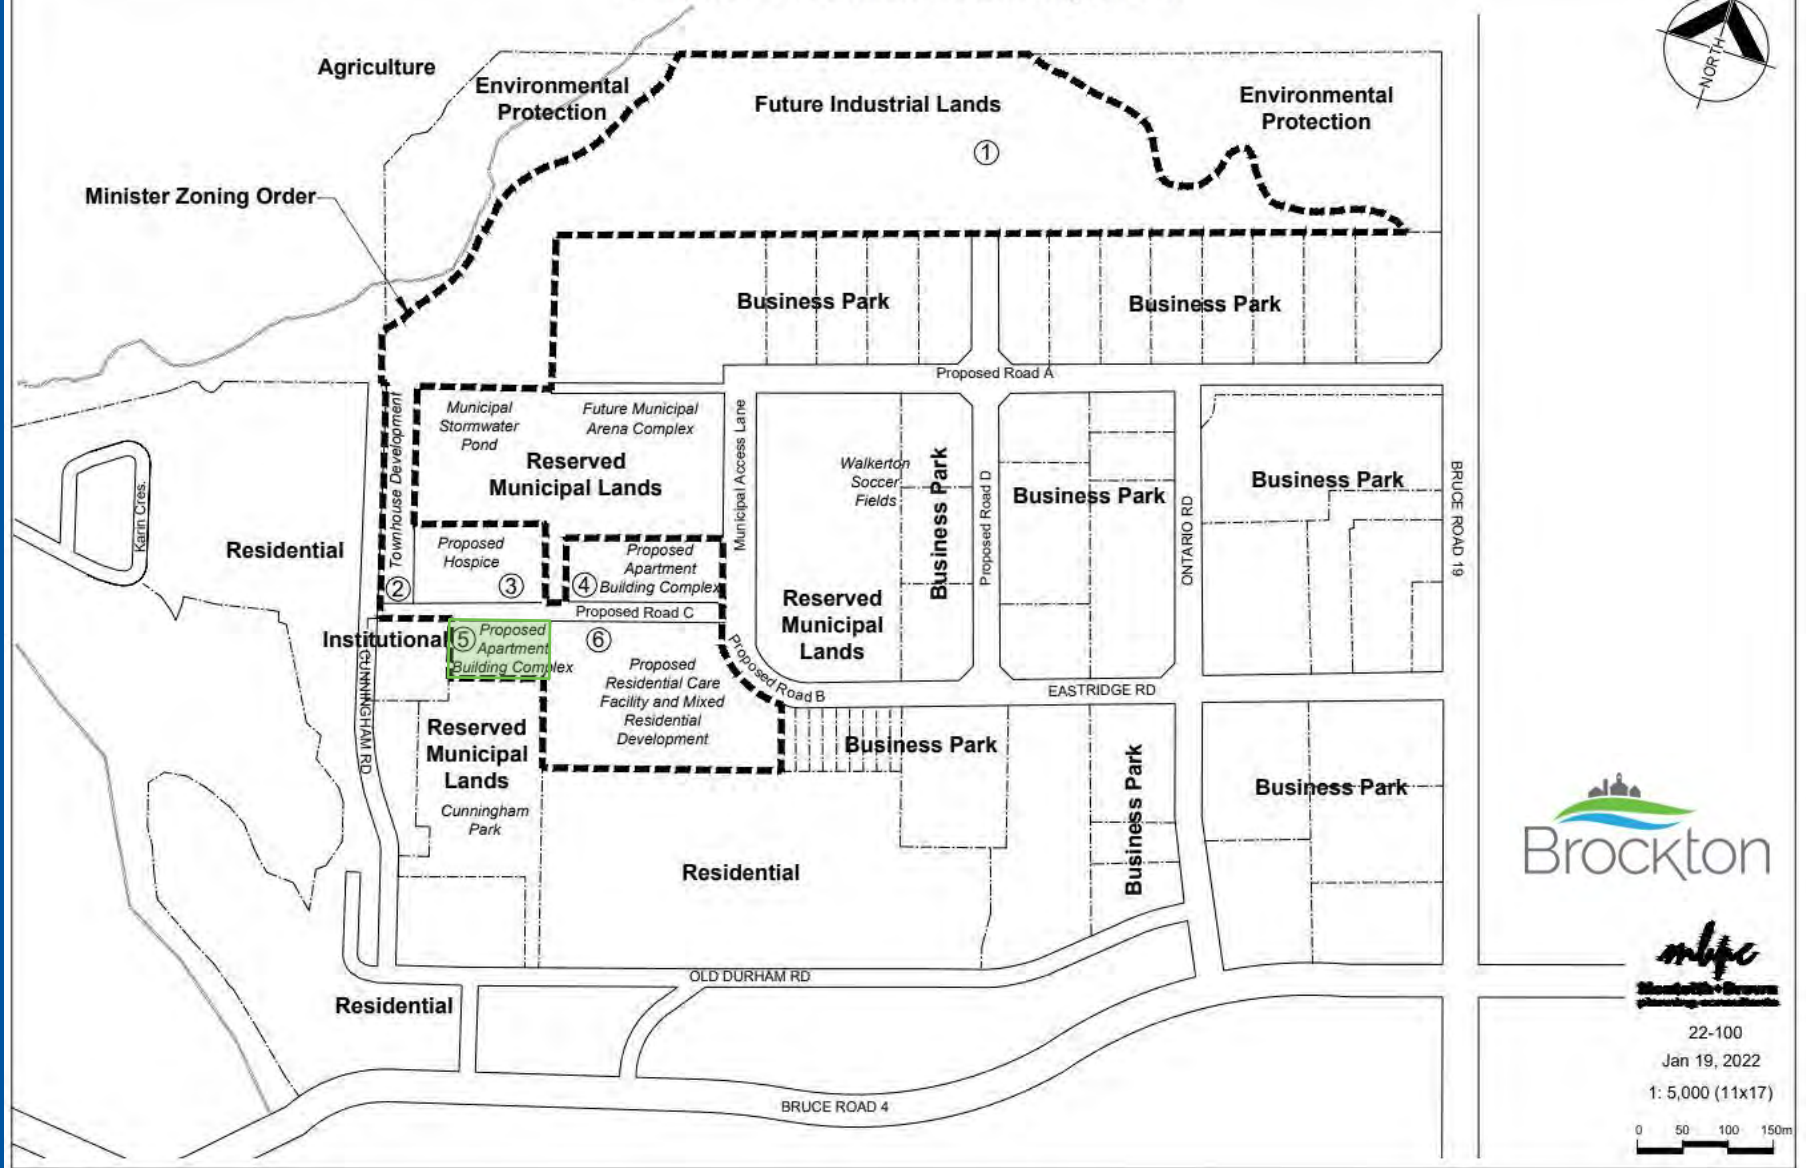 NORTH
Agriculture
Environmental
Protection
Future Industrial Lands
①
Environmental
Protection
Minister Zoning Order
Business Park
Business Park
Proposed Road A
Townhouse Development
②
Municipal
Stormwater
Pond
Future Municipal
Arena Complex
Reserved
Municipal Lands
Municipal Access Lane
Walkerton
Soccer
Fields
Business Park
Proposed Road D
Business Park
ONTARIO RD
Business Park
BRUCE ROAD 19
Karin Cres.
Residential
Proposed
Hospice
③
④
Proposed
Apartment
Building Complex
Proposed Road C
Reserved
Municipal
Lands
Institutional
⑤
Proposed
Apartment
Building Complex
⑥
Proposed
Residential Care
Facility and Mixed
Residential
Development
Proposed Road B
EASTRIDGE RD
CUNNINGHAM RD
Reserved
Municipal
Lands
Cunningham
Park
Business Park
Business Park
Business Park
Residential
OLD DURHAM RD
Residential
BRUCE ROAD 4
Brockton
mbpc
Monteith+Brown
planning consultants
22-100
Jan 19, 2022
1: 5,000 (11x17)
0 50 100 150m